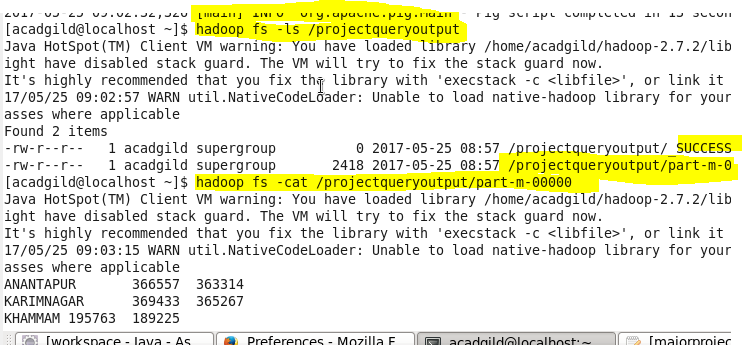 2017-05-25 09:02:32,320 [main] INFO  org.apache.pig.Main - Pig script completed in 13 secon
[acadgild@localhost ~]$ hadoop fs -ls /projectqueryoutput
Java HotSpot(TM) Client VM warning: You have loaded library /home/acadgild/hadoop-2.7.2/lib
ight have disabled stack guard. The VM will try to fix the stack guard now.
It's highly recommended that you fix the library with 'execstack -c <libfile>', or link it
17/05/25 09:02:57 WARN util.NativeCodeLoader: Unable to load native-hadoop library for your
asses where applicable
Found 2 items
-rw-r--r--   1 acadgild supergroup          0 2017-05-25 08:57 /projectqueryoutput/_SUCCESS
-rw-r--r--   1 acadgild supergroup       2418 2017-05-25 08:57 /projectqueryoutput/part-m-0
[acadgild@localhost ~]$ hadoop fs -cat /projectqueryoutput/part-m-00000
Java HotSpot(TM) Client VM warning: You have loaded library /home/acadgild/hadoop-2.7.2/lib
ight have disabled stack guard. The VM will try to fix the stack guard now.
It's highly recommended that you fix the library with 'execstack -c <libfile>', or link it
17/05/25 09:03:15 WARN util.NativeCodeLoader: Unable to load native-hadoop library for your
asses where applicable
ANANTAPUR       366557  363314
KARIMNAGAR      369433  365267
KHAMMAM 195763  189225
[workspace - Java - As... Preferences - Mozilla F... acadgild@localhost:~ [majorprojec